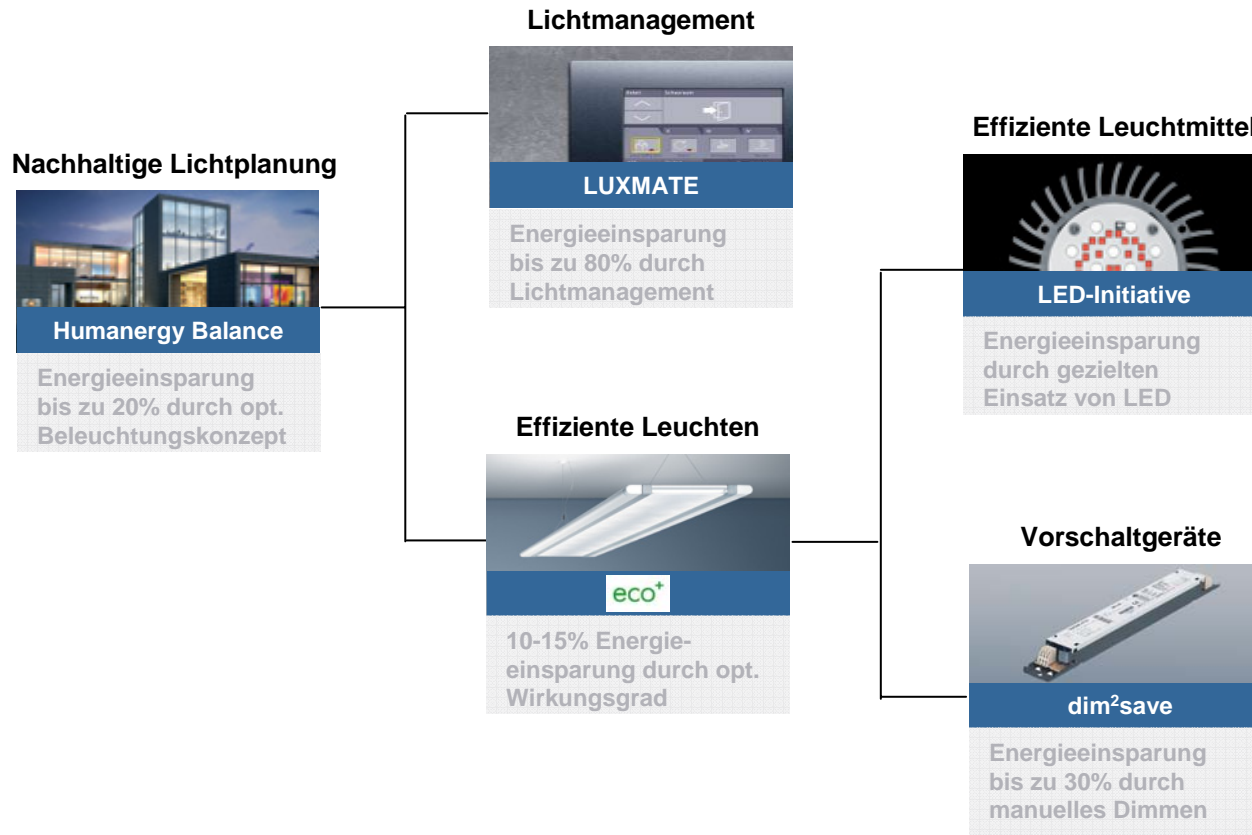 Nachhaltige Lichtplanung
Humanergy Balance
Energieeinsparung
bis zu 20% durch opt.
Beleuchtungskonzept
Lichtmanagement
LUXMATE
Energieeinsparung
bis zu 80% durch
Lichtmanagement
Effiziente Leuchten
eco⁺
10-15% Energie-
einsparung durch opt.
Wirkungsgrad
Effiziente Leuchtmittel
LED-Initiative
Energieeinsparung
durch gezielten
Einsatz von LED
Vorschaltgeräte
dim²save
Energieeinsparung
bis zu 30% durch
manuelles Dimmen